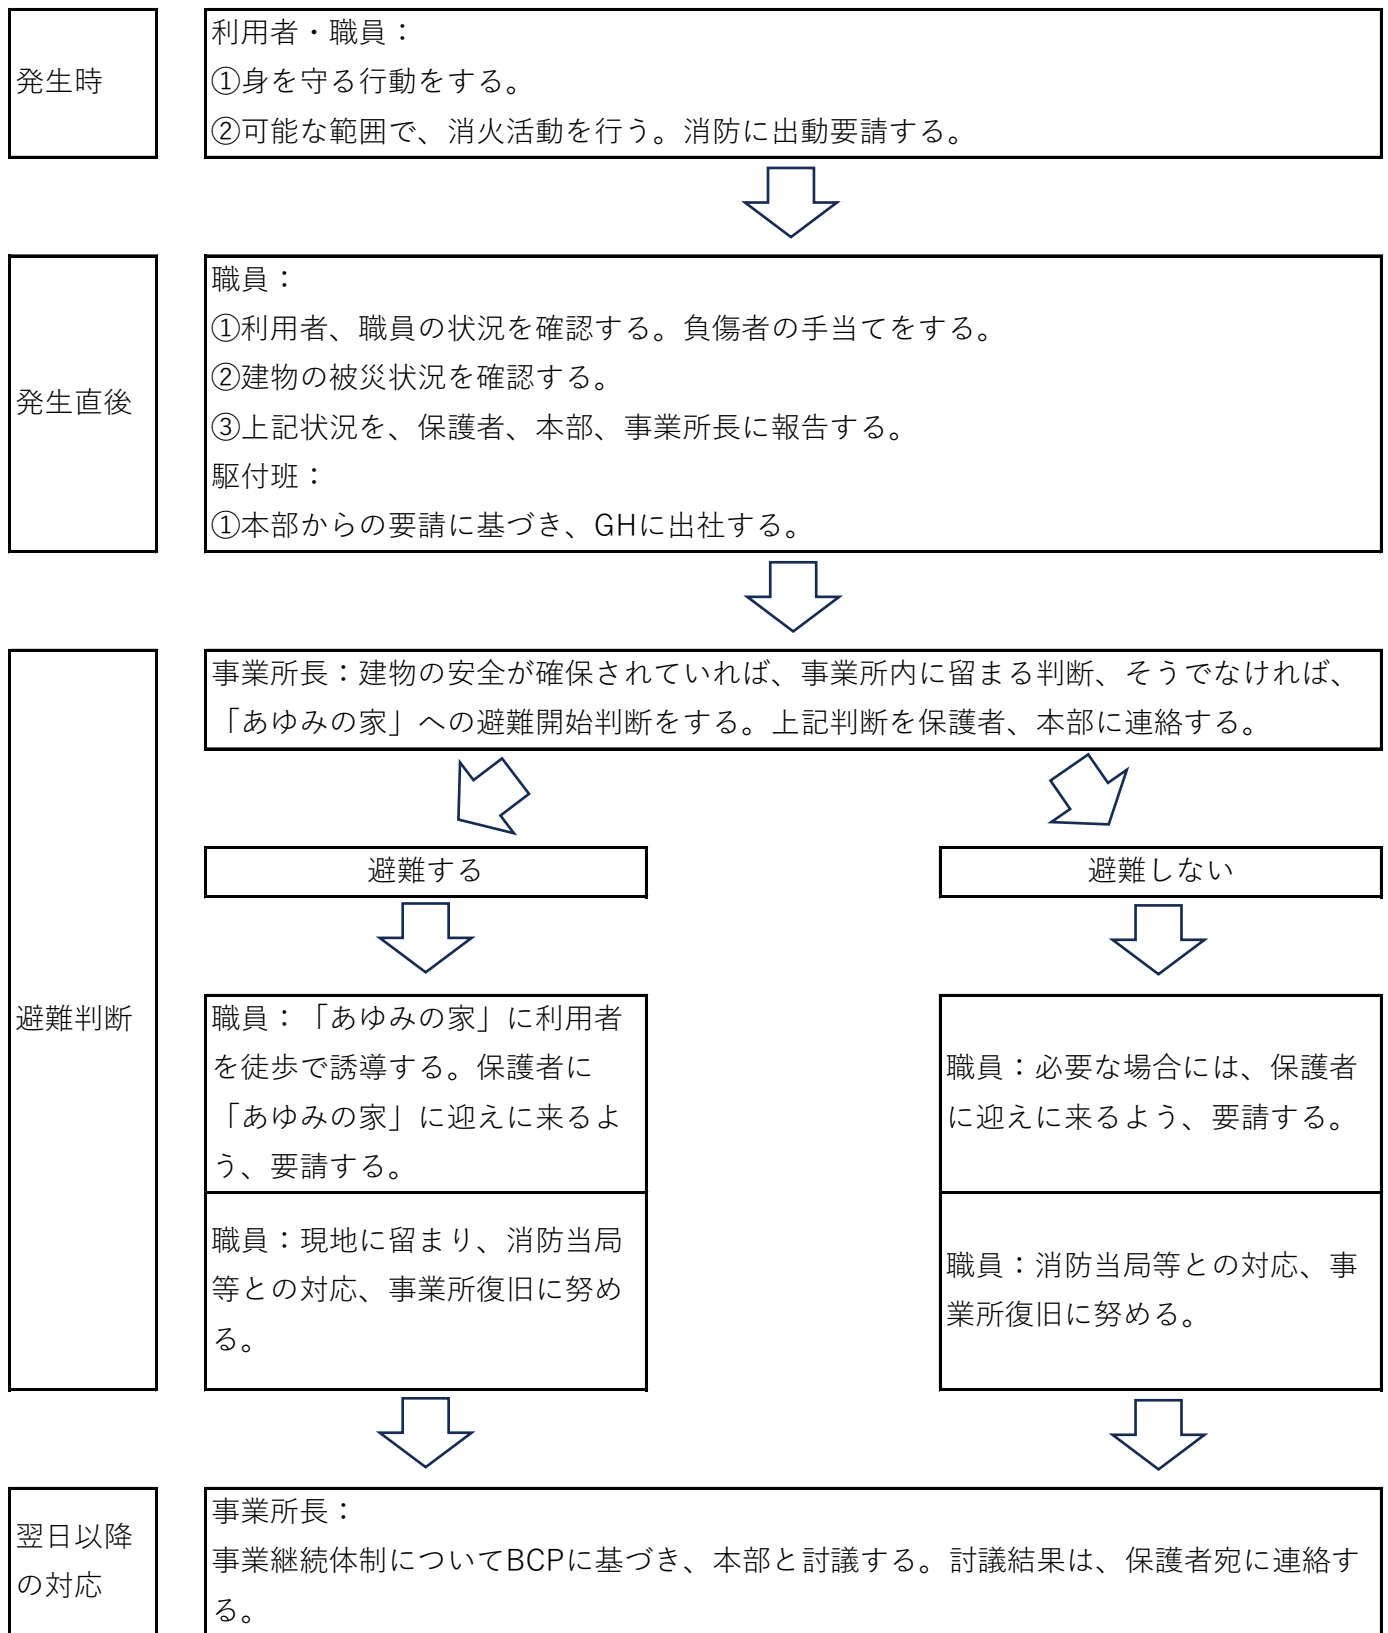 発生時
利用者・職員：
①身を守る行動をする。
②可能な範囲で、消火活動を行う。消防に出動要請する。
発生直後
職員：
①利用者、職員の状況を確認する。負傷者の手当てをする。
②建物の被災状況を確認する。
③上記状況を、保護者、本部、事業所長に報告する。
駆付班：
①本部からの要請に基づき、GHに出社する。
避難判断
事業所長：建物の安全が確保されていれば、事業所内に留まる判断、そうでなければ、
「あゆみの家」への避難開始判断をする。上記判断を保護者、本部に連絡する。
避難する
避難しない
職員：「あゆみの家」に利用者
を徒歩で誘導する。保護者に
「あゆみの家」に迎えに来るよ
う、要請する。
職員：必要な場合には、保護者
に迎えに来るよう、要請する。
職員：現地に留まり、消防当局
等との対応、事業所復旧に努め
る。
職員：消防当局等との対応、事
業所復旧に努める。
翌日以降
の対応
事業所長：
事業継続体制についてBCPに基づき、本部と討議する。討議結果は、保護者宛に連絡す
る。